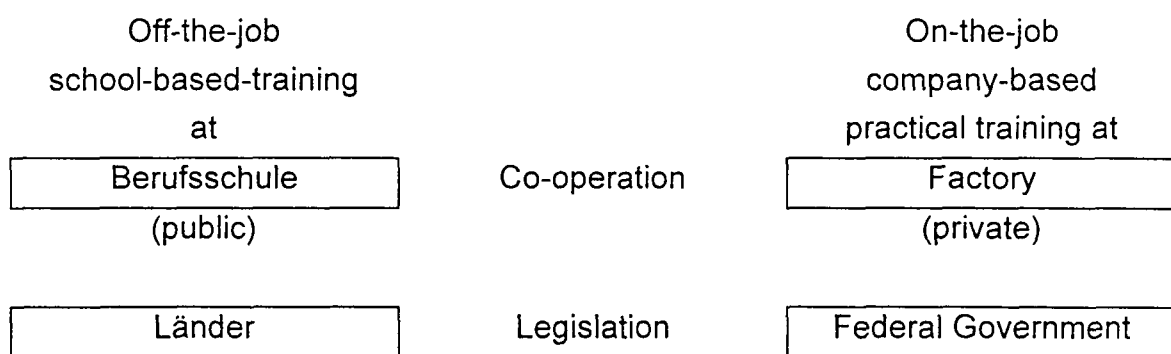 Off-the-job
school-based-training
at
Berufsschule
(public)
Co-operation
On-the-job
company-based
practical training at
Factory
(private)
Länder
Legislation
Federal Government